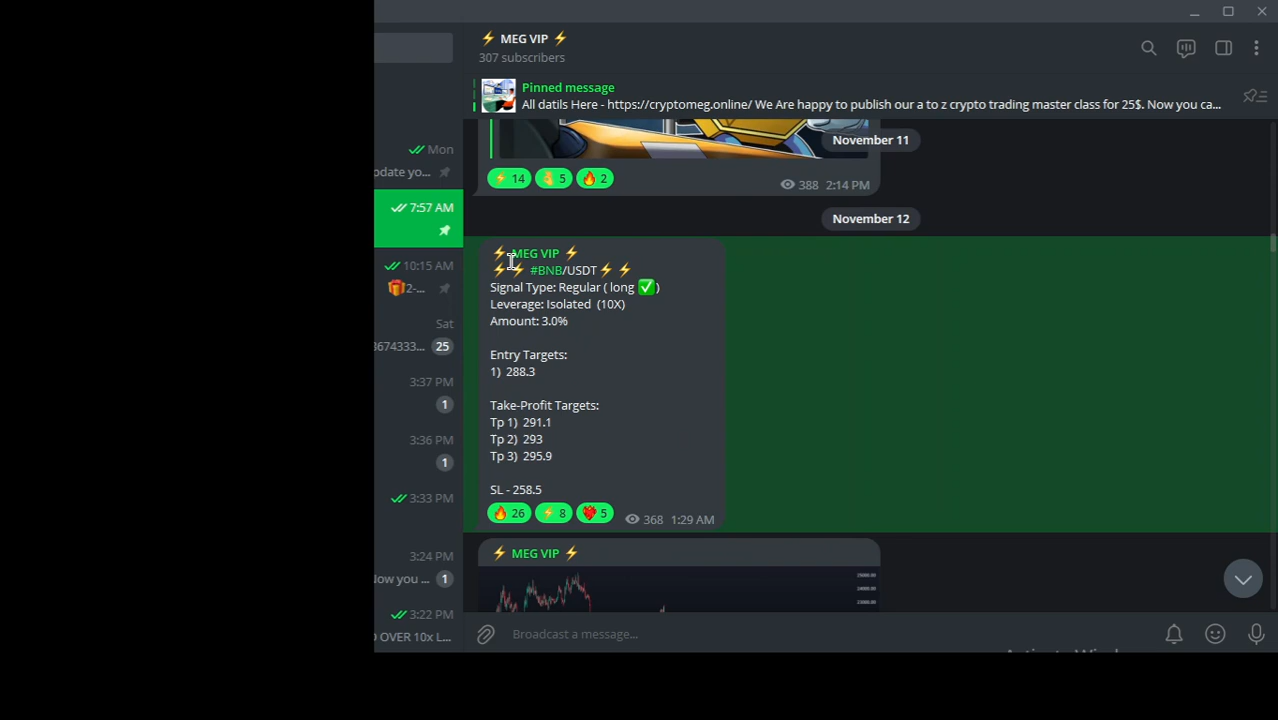 ⚡ MEG VIP ⚡
307 subscribers
Pinned message
All datils Here - https://cryptomeg.online/ We Are happy to publish our a to z crypto trading master class for 25$. Now you ca...
November 11
⚡ 14 👏 5 🔥 2
388 2:14 PM
November 12
⚡ MEG VIP ⚡
⚡⚡ #BNB/USDT⚡⚡
Signal Type: Regular ( long ✅ )
Leverage: Isolated (10X)
Amount: 3.0%
Entry Targets:
1) 288.3
Take-Profit Targets:
Tp 1) 291.1
Tp 2) 293
Tp 3) 295.9
SL - 258.5
🔥 26 ⚡ 8 ❤️‍🔥 5
368 1:29 AM
⚡ MEG VIP ⚡
Broadcast a message...
Mon
odate yo...
7:57 AM
10:15 AM
🎁2-...
Sat
3674333... 25
3:37 PM
1
3:36 PM
1
3:33 PM
3:24 PM
Now you ... 1
3:22 PM
O OVER 10x L...